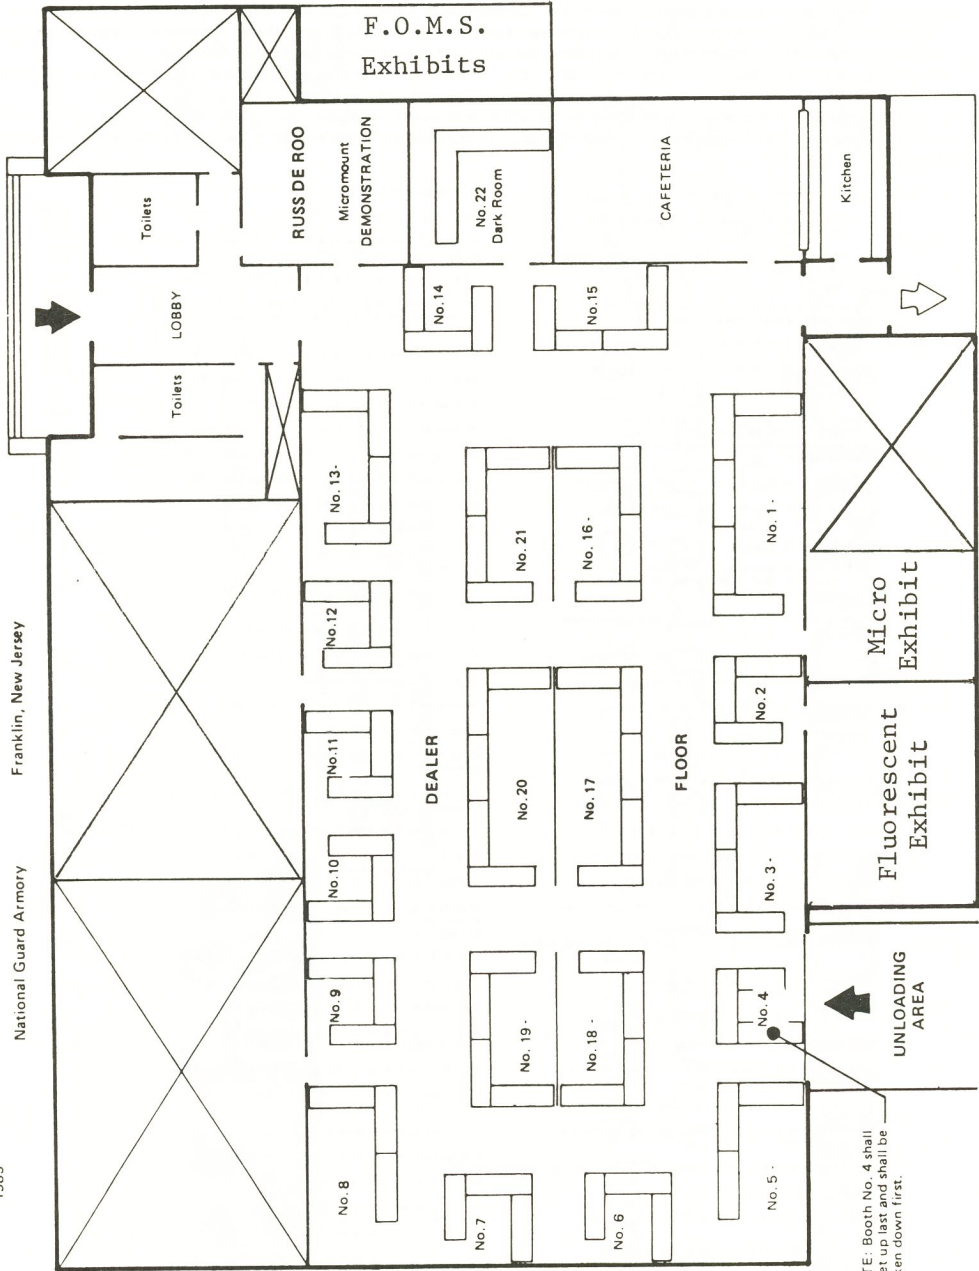 F.O.M.S.
Exhibits
National Guard Armory
Franklin, New Jersey
Toilets
LOBBY
Toilets
RUSS DE ROO
Micromount
DEMONSTRATION
No. 22
Dark Room
CAFETERIA
Kitchen
No. 14
No. 15
No. 13-
No. 12
No. 11
No. 10
No. 9
No. 8
No. 7
No. 6
No. 5 -
No. 4
No. 3 -
No. 2
No. 1 -
No. 21
No. 16 -
No. 20
No. 17
No. 19 -
No. 18 -
DEALER
FLOOR
Micro
Exhibit
Fluorescent
Exhibit
UNLOADING
AREA
Booth No. 4 shall
up last and shall be
down first.